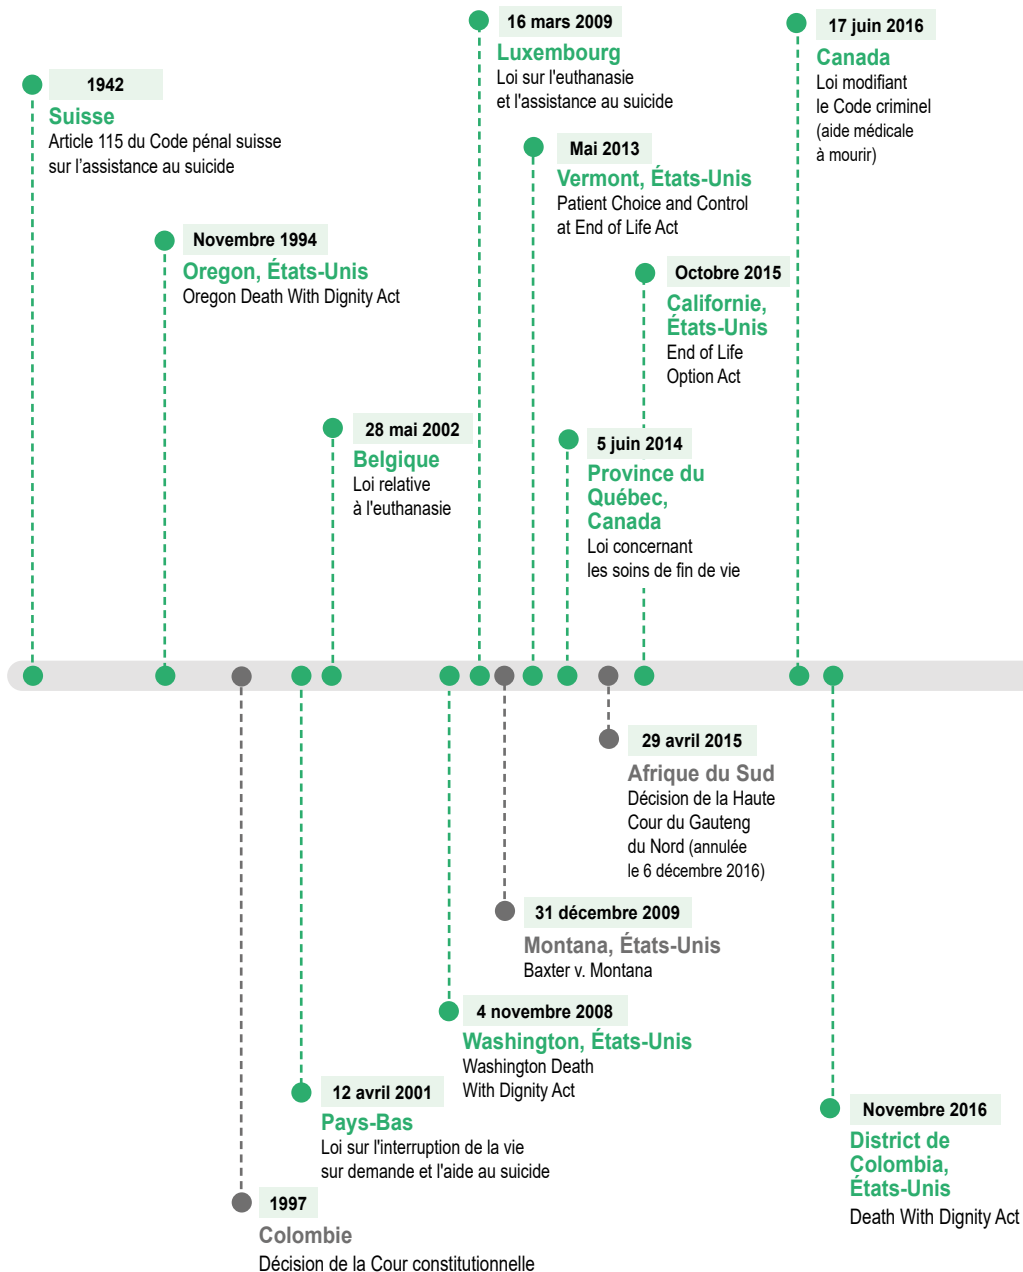 1942
Suisse
Article 115 du Code pénal suisse
sur l’assistance au suicide
Novembre 1994
Oregon, États-Unis
Oregon Death With Dignity Act
28 mai 2002
Belgique
Loi relative
à l'euthanasie
16 mars 2009
Luxembourg
Loi sur l'euthanasie
et l'assistance au suicide
Mai 2013
Vermont, États-Unis
Patient Choice and Control
at End of Life Act
5 juin 2014
Province du
Québec,
Canada
Loi concernant
les soins de fin de vie
Octobre 2015
Californie,
États-Unis
End of Life
Option Act
17 juin 2016
Canada
Loi modifiant
le Code criminel
(aide médicale
à mourir)
29 avril 2015
Afrique du Sud
Décision de la Haute
Cour du Gauteng
du Nord (annulée
le 6 décembre 2016)
31 décembre 2009
Montana, États-Unis
Baxter v. Montana
4 novembre 2008
Washington, États-Unis
Washington Death
With Dignity Act
12 avril 2001
Pays-Bas
Loi sur l'interruption de la vie
sur demande et l'aide au suicide
1997
Colombie
Décision de la Cour constitutionnelle
Novembre 2016
District de
Colombia,
États-Unis
Death With Dignity Act